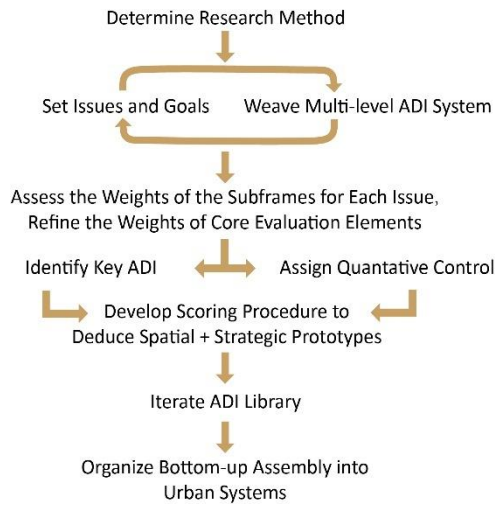 Determine Research Method
Set Issues and Goals
Weave Multi-level ADI System
Assess the Weights of the Subframes for Each Issue,
Refine the Weights of Core Evaluation Elements
Identify Key ADI
Assign Quantative Control
Develop Scoring Procedure to
Deduce Spatial + Strategic Prototypes
Iterate ADI Library
Organize Bottom-up Assembly into
Urban Systems